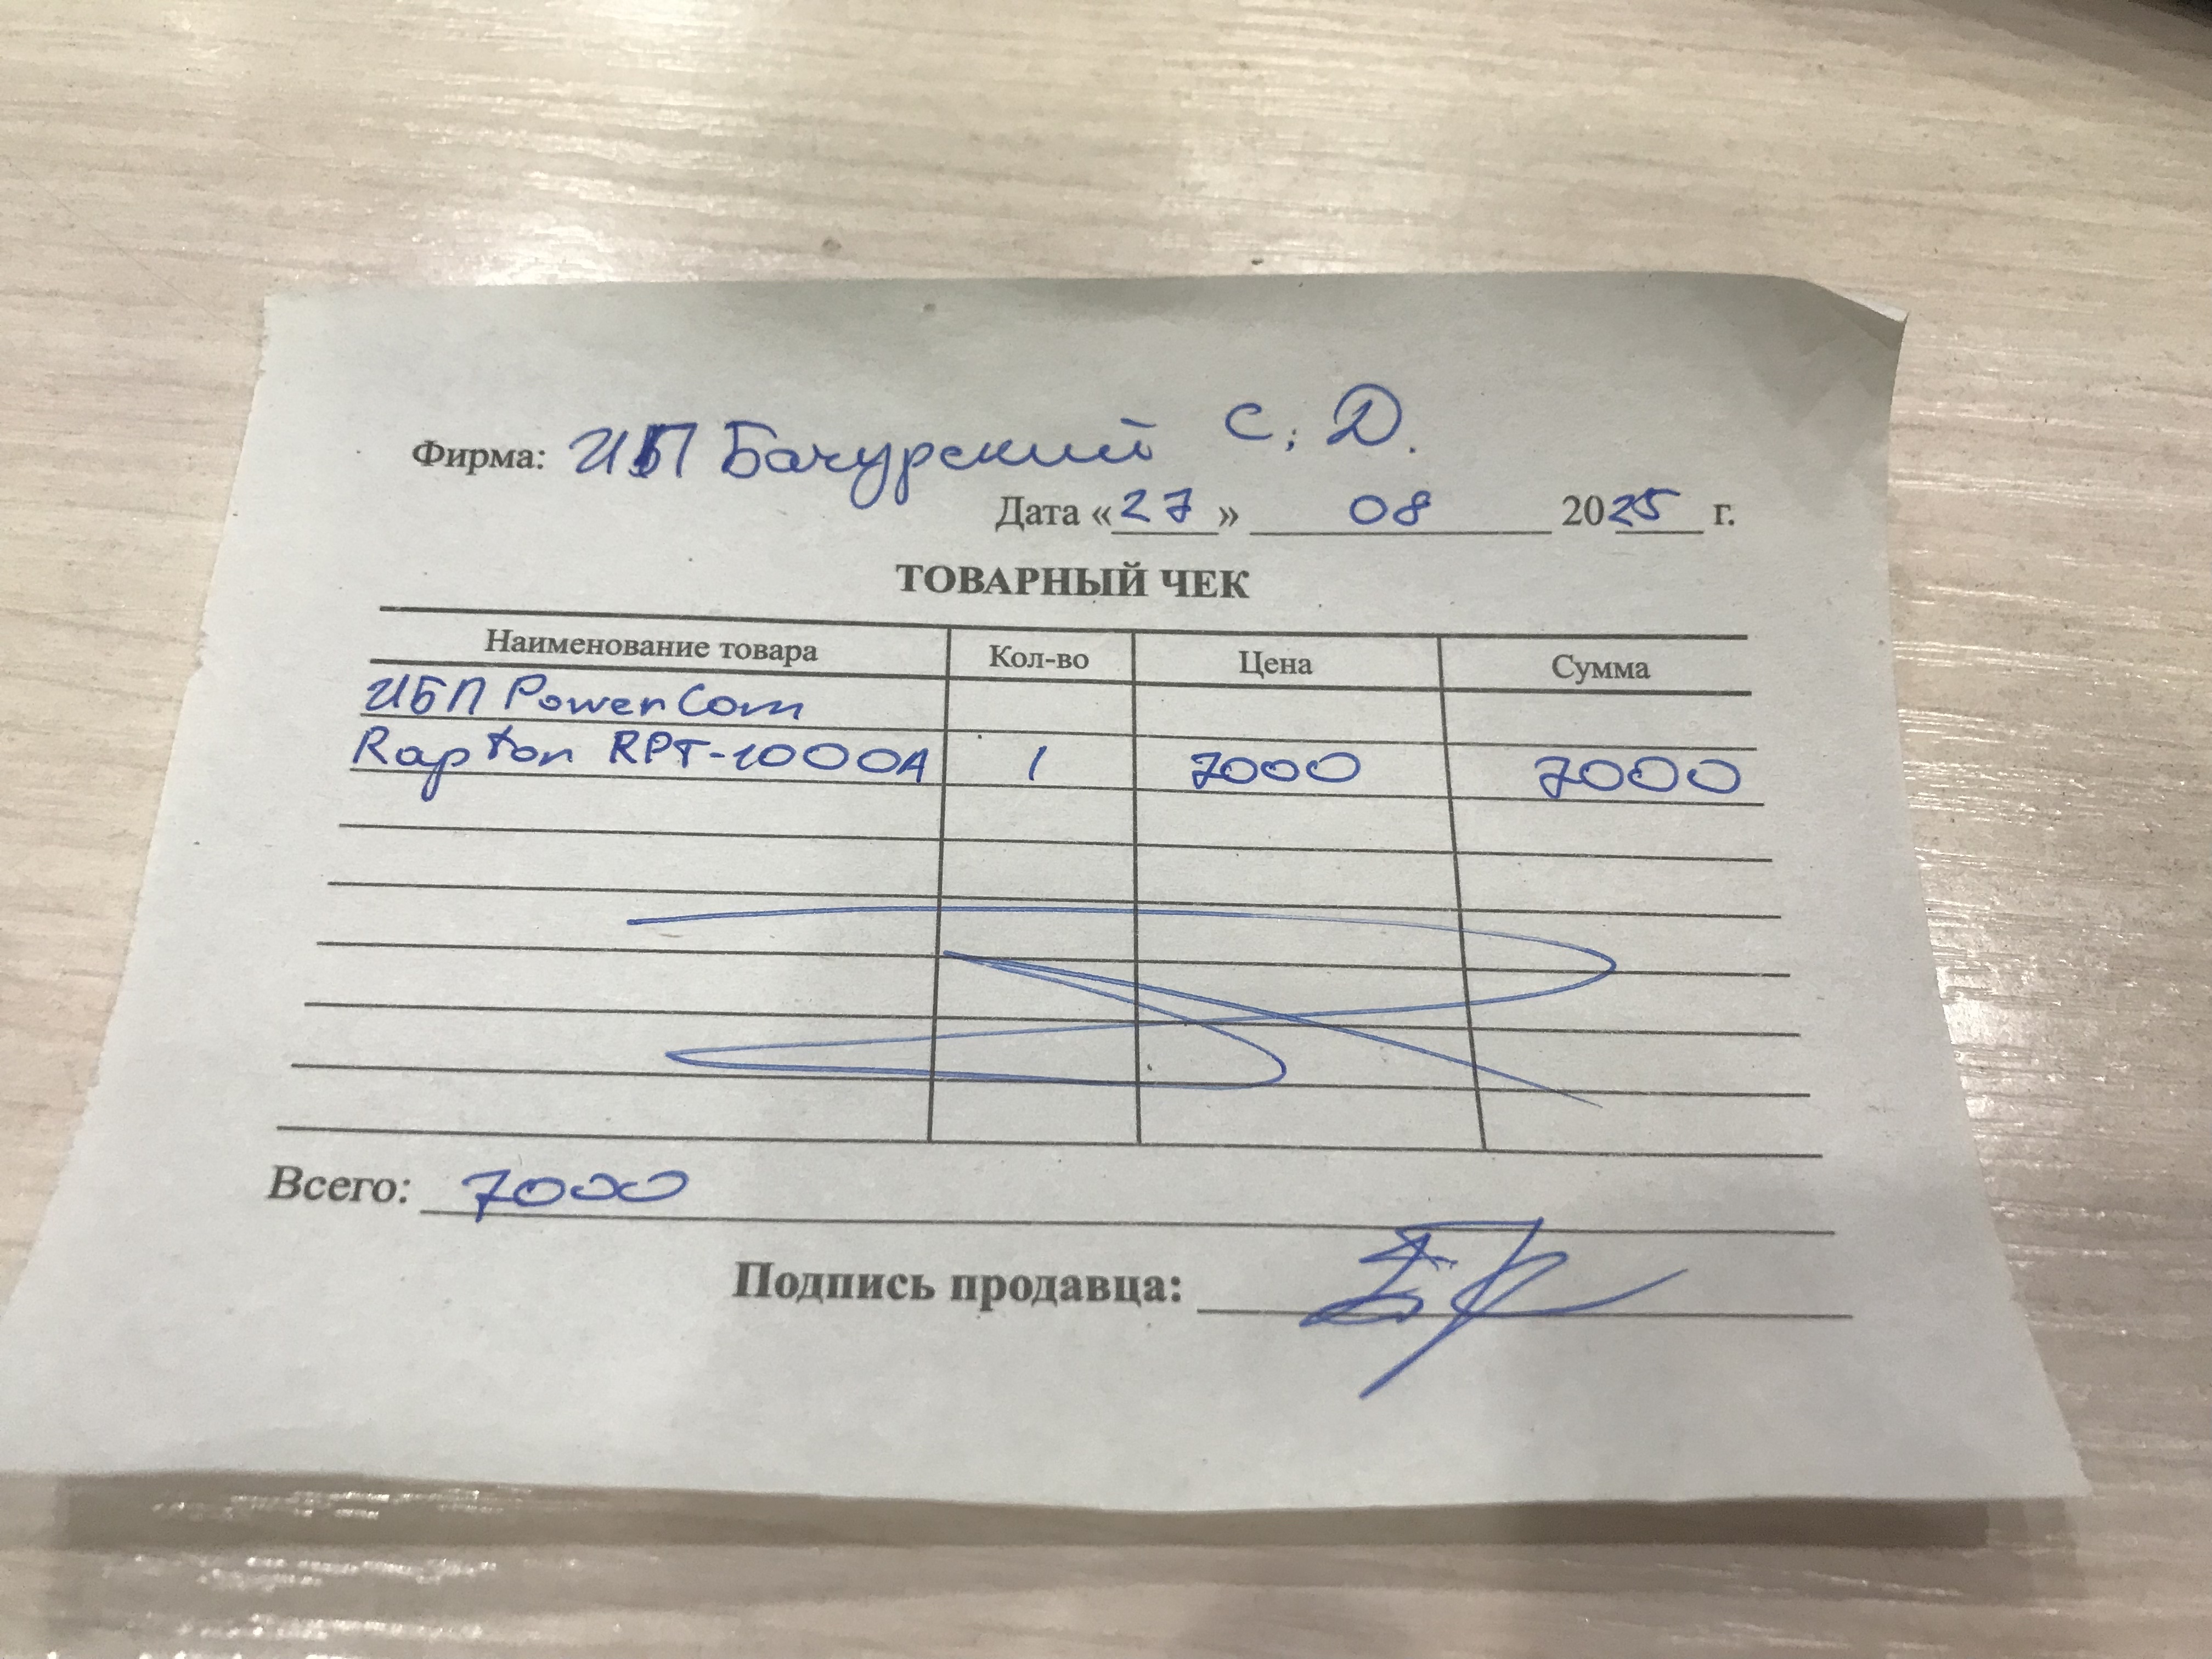 Фирма: ИП Бачурский С. Д.
Дата «27» 08 2025 г.
ТОВАРНЫЙ ЧЕК
Наименование товара Кол-во Цена Сумма
ИБП PowerCom
Raptor RPT-1000A 1 7000 7000
Всего: 7000
Подпись продавца: